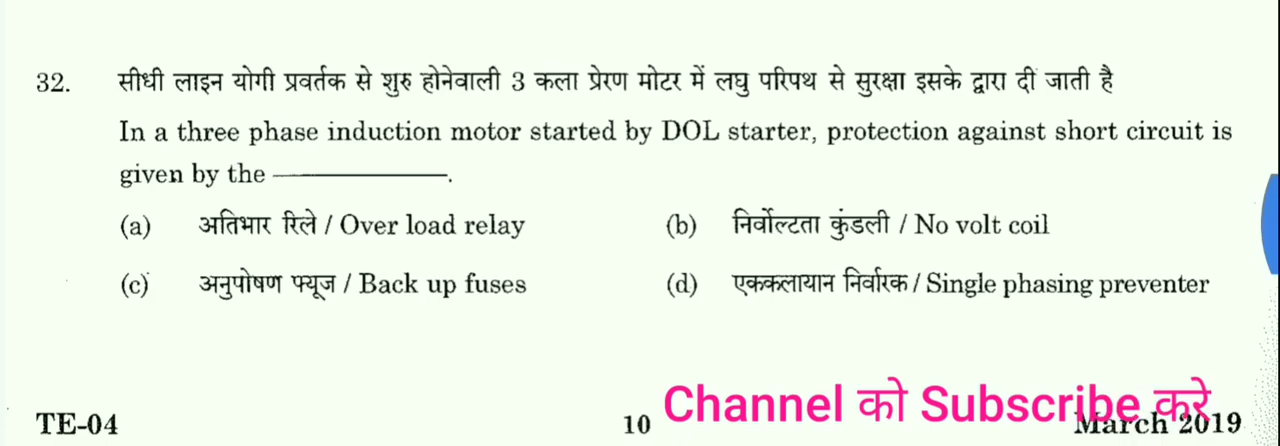 32. सीधी लाइन योगी प्रवर्तक से शुरु होनेवाली 3 कला प्रेरण मोटर में लघु परिपथ से सुरक्षा इसके द्वारा दी जाती है
In a three phase induction motor started by DOL starter, protection against short circuit is
given by the ————————.
(a) अतिभार रिले / Over load relay (b) निर्वोल्टता कुंडली / No volt coil
(c) अनुपोषण फ्यूज / Back up fuses (d) एककलायान निर्वारक / Single phasing preventer
Channel को Subscribe करे
TE-04 10 March 2019